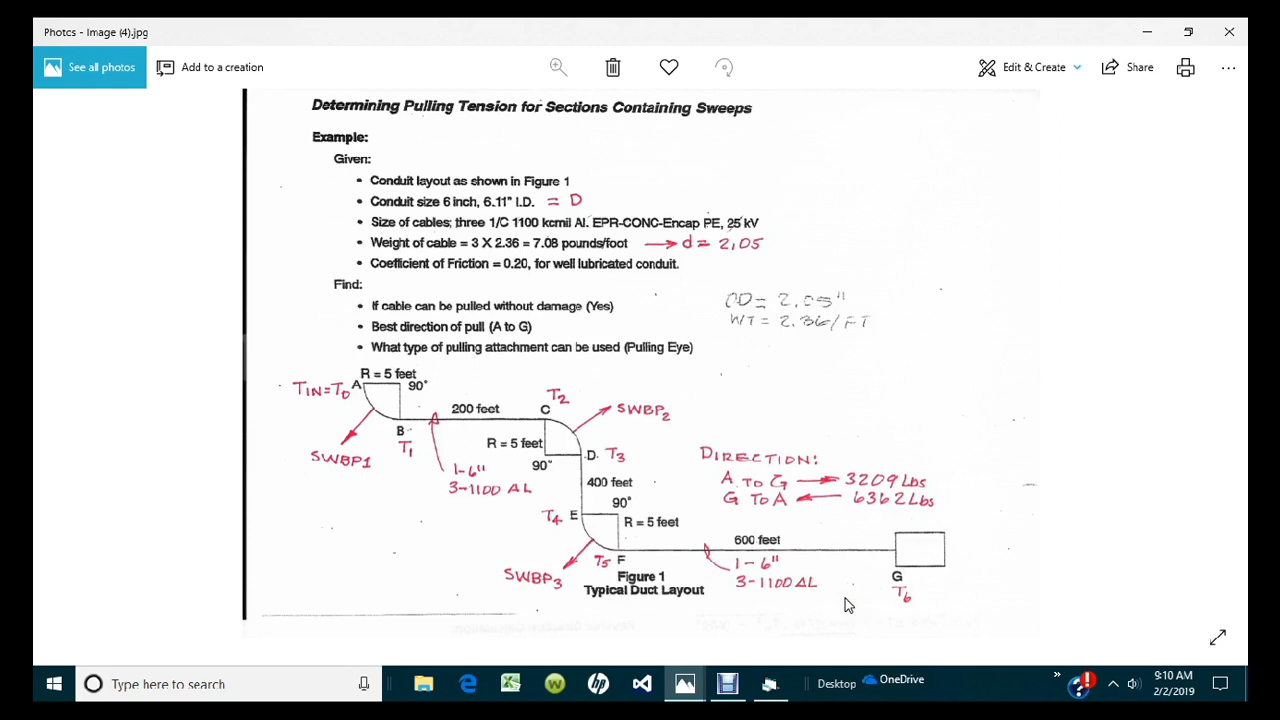 Photos - Image (4).jpg
See all photos
Add to a creation
Edit & Create
Share
Determining Pulling Tension for Sections Containing Sweeps
Example:
Given:
• Conduit layout as shown in Figure 1
• Conduit size 6 inch, 6.11" I.D. = D
• Size of cables; three 1/C 1100 kcmil Al. EPR-CONC-Encap PE, 25 kV
• Weight of cable = 3 X 2.36 = 7.08 pounds/foot → d = 2.05
• Coefficient of Friction = 0.20, for well lubricated conduit.
Find:
OD = 2.05"
• If cable can be pulled without damage (Yes)
WT = 2.36/FT
• Best direction of pull (A to G)
• What type of pulling attachment can be used (Pulling Eye)
R = 5 feet
TIN = T0 A 90°
T2
200 feet C SWBP2
B
T1
R = 5 feet D T3
SWBP1
90°
1-6"
3-1100 AL
DIRECTION:
A TO G → 3209 Lbs
G TO A ← 6362 Lbs
400 feet
90°
T4 E R = 5 feet
600 feet
T5 F
1-6"
3-1100 AL
SWBP3
G
T6
Figure 1
Typical Duct Layout
Type here to search
Desktop
OneDrive
9:10 AM
2/2/2019